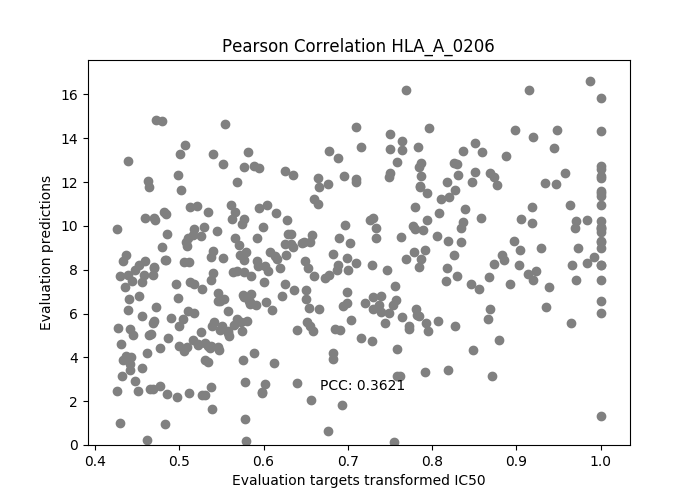 Pearson Correlation HLA_A_0206
Evaluation predictions
16
14
12
10
8
6
4
2
0
PCC: 0.3621
0.4 0.5 0.6 0.7 0.8 0.9 1.0
Evaluation targets transformed IC50